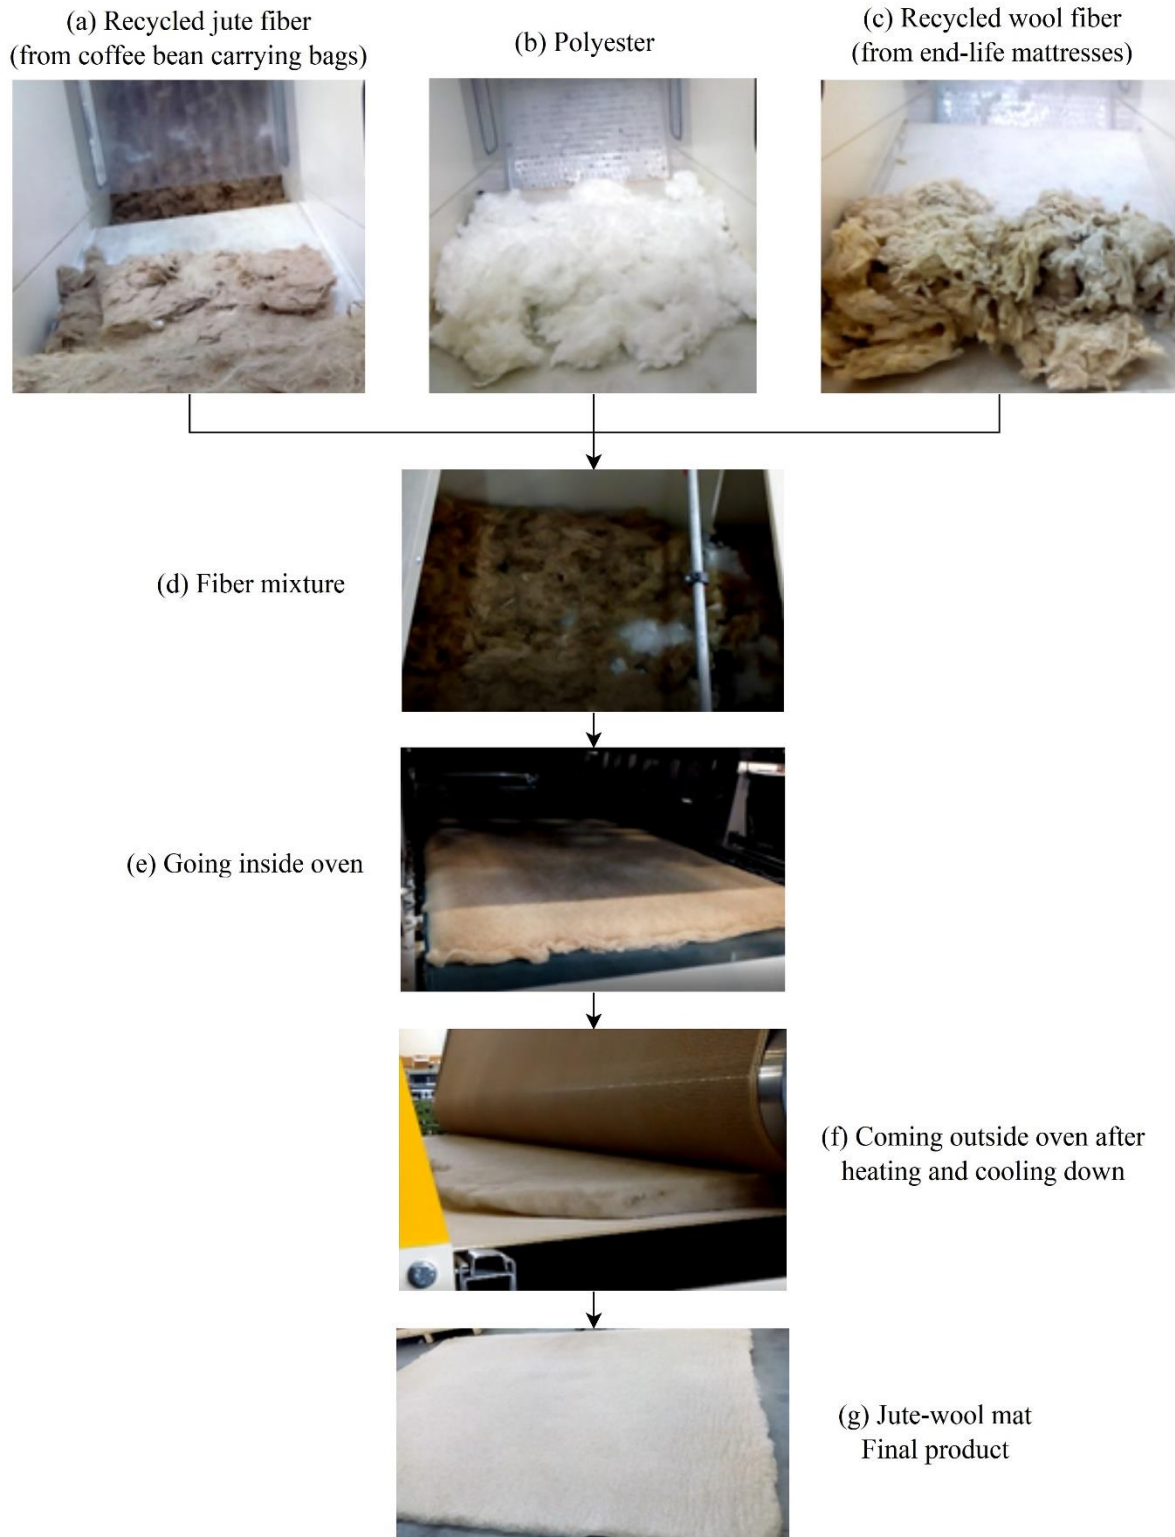 (a) Recycled jute fiber
(from coffee bean carrying bags)
(b) Polyester
(c) Recycled wool fiber
(from end-life mattresses)
(d) Fiber mixture
(e) Going inside oven
(f) Coming outside oven after
heating and cooling down
(g) Jute-wool mat
Final product